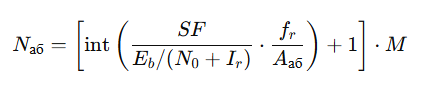 N_аб = [int (SF / (E_b/(N_0 + I_r)) · f_r / A_аб) + 1] · M